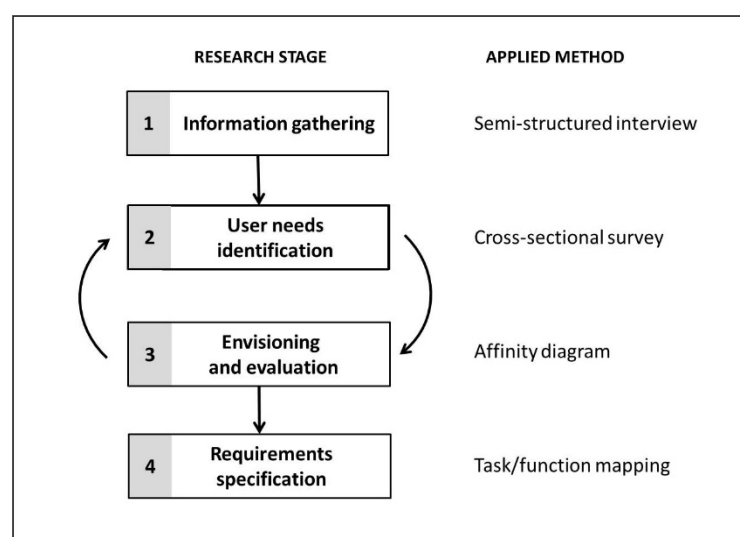 RESEARCH STAGE APPLIED METHOD
1 Information gathering Semi-structured interview
2 User needs
identification Cross-sectional survey
3 Envisioning
and evaluation Affinity diagram
4 Requirements
specification Task/function mapping